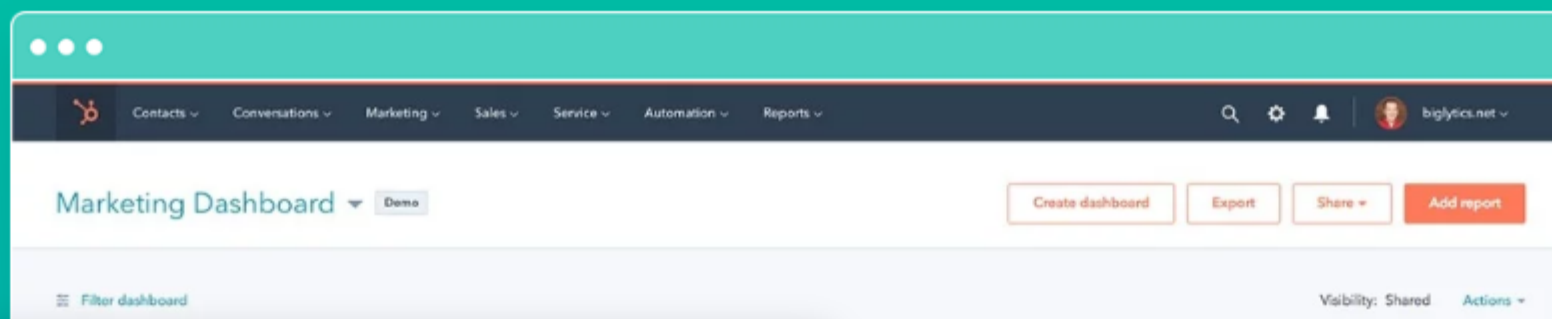 Contacts Conversations Marketing Sales Service Automation Reports biglytics.net
Marketing Dashboard Demo Create dashboard Export Share Add report
Filter dashboard Visibility: Shared Actions